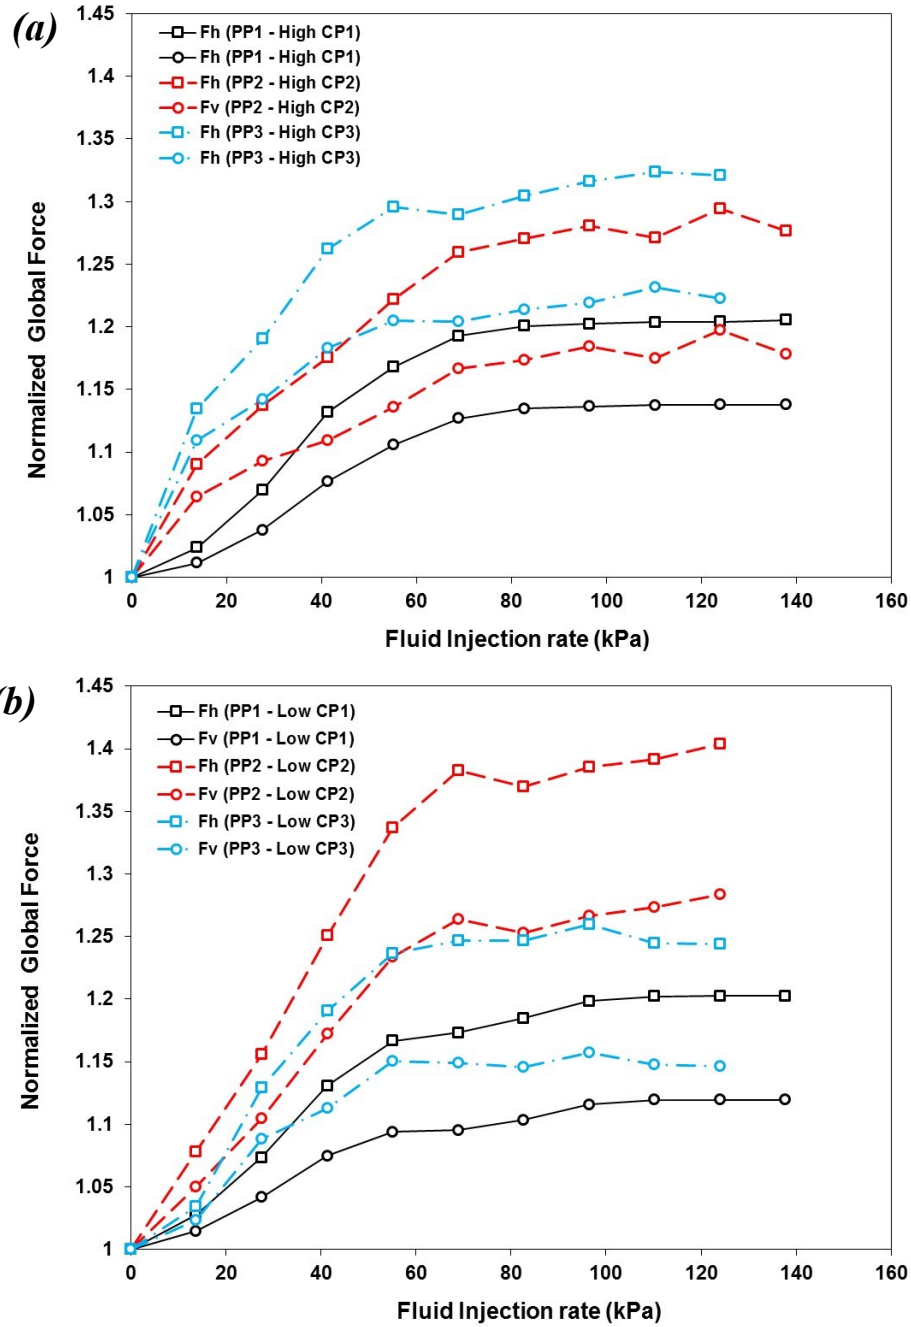 (a)
1.45
1.4
1.35
1.3
1.25
1.2
1.15
1.1
1.05
1
Normalized Global Force
Fh (PP1 - High CP1)
Fh (PP1 - High CP1)
Fh (PP2 - High CP2)
Fv (PP2 - High CP2)
Fh (PP3 - High CP3)
Fh (PP3 - High CP3)
0 20 40 60 80 100 120 140 160
Fluid Injection rate (kPa)
(b)
1.45
1.4
1.35
1.3
1.25
1.2
1.15
1.1
1.05
1
Normalized Global Force
Fh (PP1 - Low CP1)
Fv (PP1 - Low CP1)
Fh (PP2 - Low CP2)
Fv (PP2 - Low CP2)
Fh (PP3 - Low CP3)
Fv (PP3 - Low CP3)
0 20 40 60 80 100 120 140 160
Fluid Injection rate (kPa)